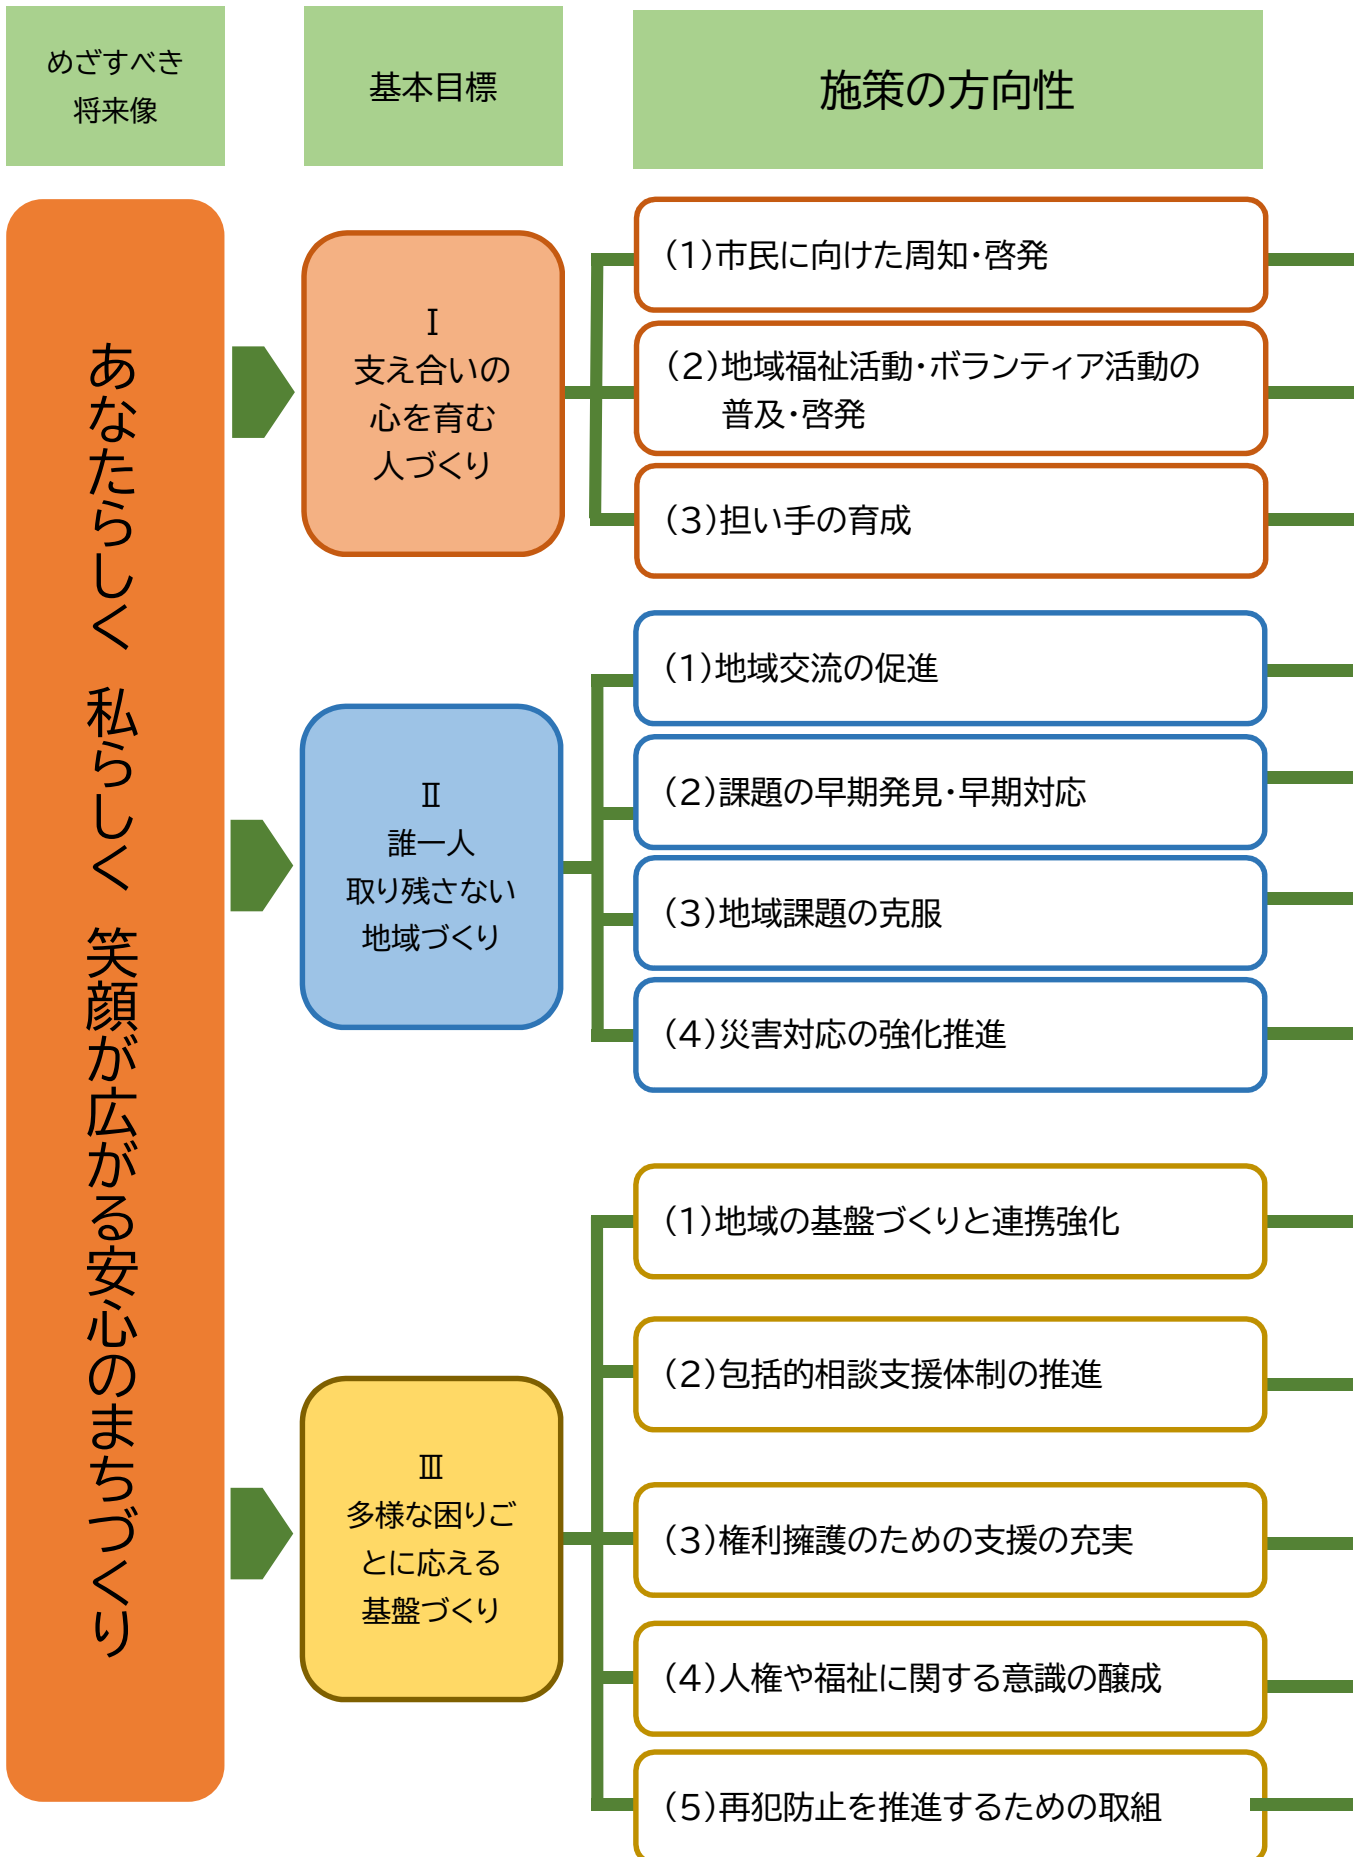 めざすべき
将来像
基本目標
施策の方向性
あなたらしく 私らしく 笑顔が広がる安心のまちづくり
Ⅰ
支え合いの
心を育む
人づくり
(1)市民に向けた周知・啓発
(2)地域福祉活動・ボランティア活動の
普及・啓発
(3)担い手の育成
Ⅱ
誰一人
取り残さない
地域づくり
(1)地域交流の促進
(2)課題の早期発見・早期対応
(3)地域課題の克服
(4)災害対応の強化推進
Ⅲ
多様な困りご
とに応える
基盤づくり
(1)地域の基盤づくりと連携強化
(2)包括的相談支援体制の推進
(3)権利擁護のための支援の充実
(4)人権や福祉に関する意識の醸成
(5)再犯防止を推進するための取組